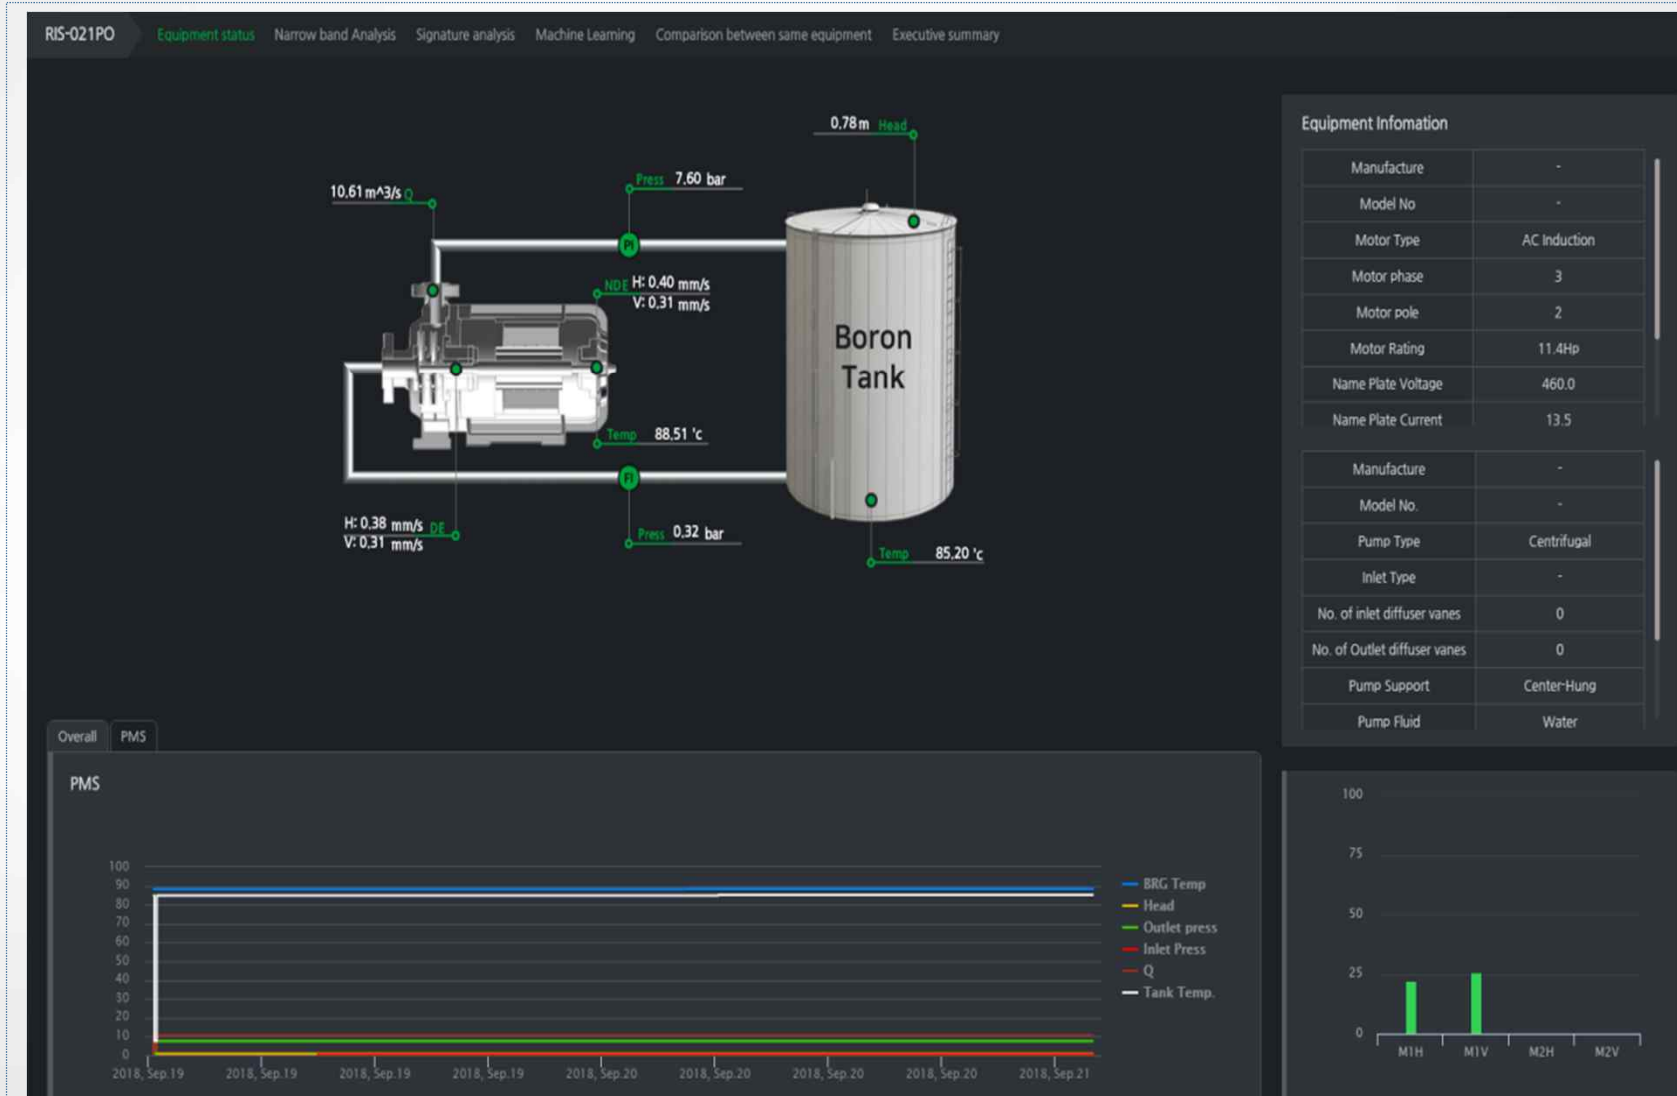 RIS-021PO Equipment status Narrow band Analysis Signature analysis Machine Learning Comparison between same equipment Executive summary
0.78 m Head
Press 7.60 bar
10.61 m^3/s Q
PI
NDE H: 0.40 mm/s
V: 0.31 mm/s
Boron
Tank
Temp 88.51 'c
H: 0.38 mm/s DE
V: 0.31 mm/s
Press 0.32 bar
Temp 85.20 'c
Equipment Infomation
Manufacture -
Model No -
Motor Type AC Induction
Motor phase 3
Motor pole 2
Motor Rating 11.4Hp
Name Plate Voltage 460.0
Name Plate Current 13.5
Manufacture -
Model No. -
Pump Type Centrifugal
Inlet Type -
No. of inlet diffuser vanes 0
No. of Outlet diffuser vanes 0
Pump Support Center-Hung
Pump Fluid Water
Overall PMS
PMS
100
90
80
70
60
50
40
30
20
10
0
2018, Sep.19 2018, Sep.19 2018, Sep.19 2018, Sep.19 2018, Sep.20 2018, Sep.20 2018, Sep.20 2018, Sep.20 2018, Sep.21
BRG Temp
Head
Outlet press
Inlet Press
Q
Tank Temp.
100
75
50
25
0
M1H M1V M2H M2V